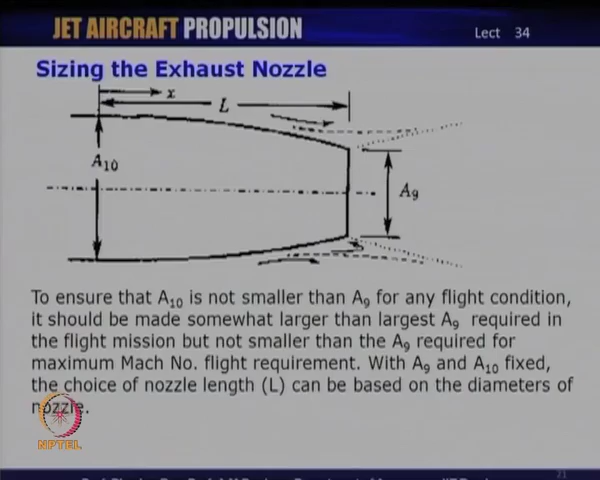 JET AIRCRAFT PROPULSION
Lect 34
Sizing the Exhaust Nozzle
x
L
A10
A9
To ensure that A10 is not smaller than A9 for any flight condition,
it should be made somewhat larger than largest A9 required in
the flight mission but not smaller than the A9 required for
maximum Mach No. flight requirement. With A9 and A10 fixed,
the choice of nozzle length (L) can be based on the diameters of
nozzle.
NPTEL
21